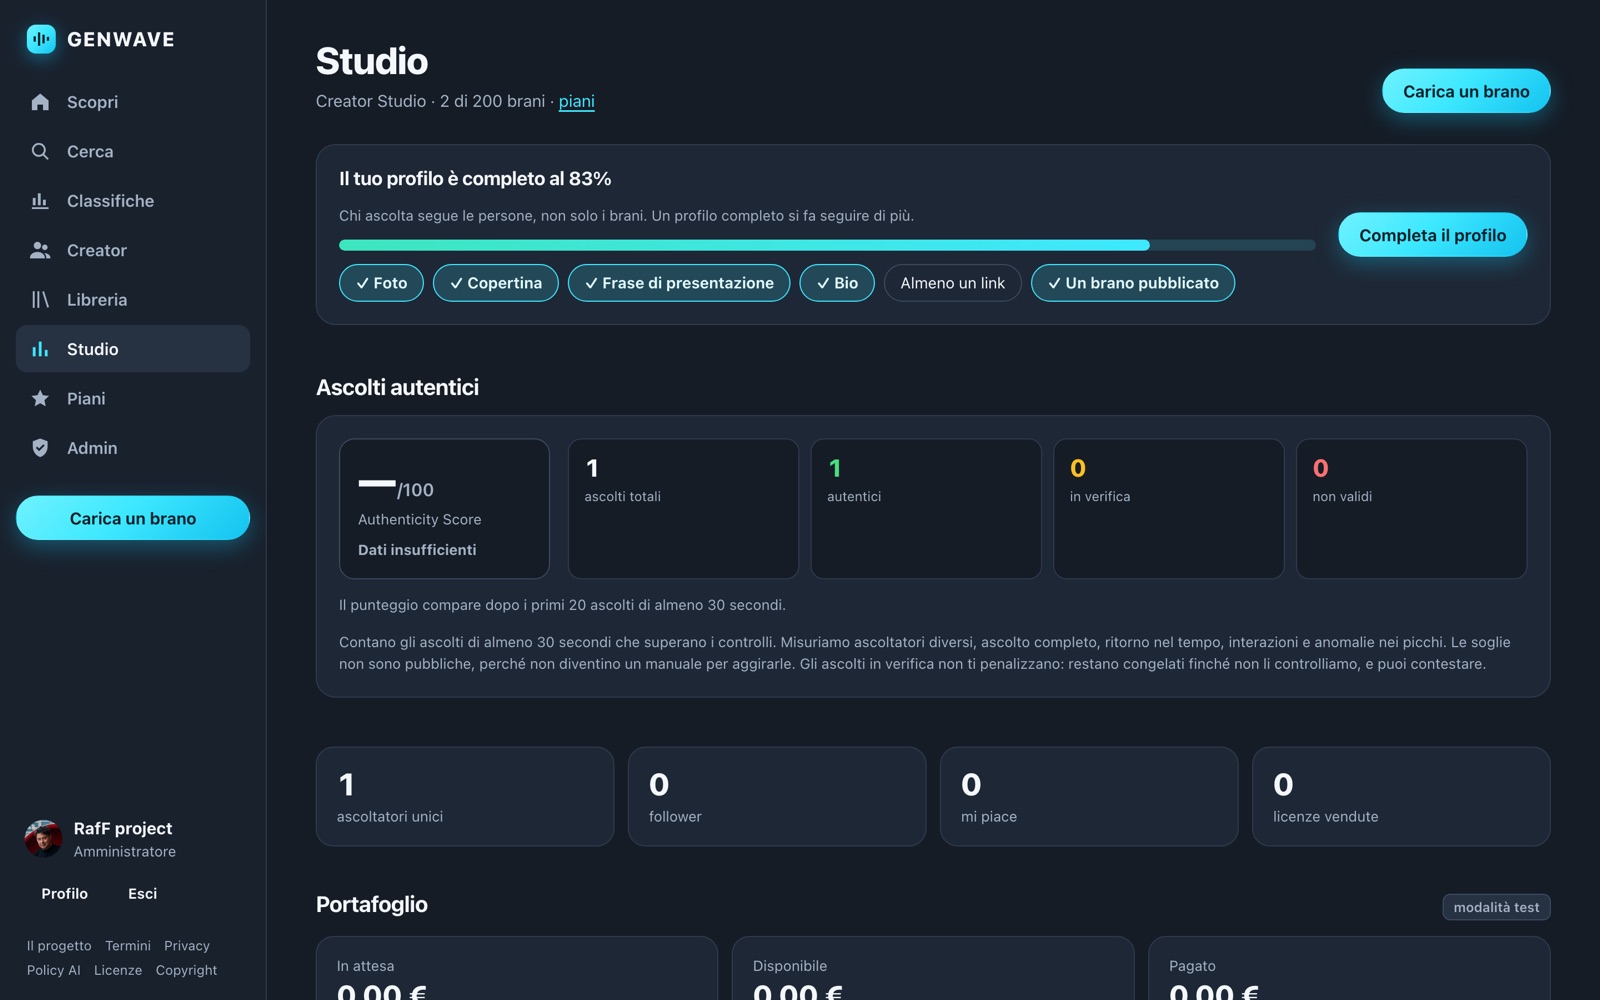 GENWAVE
Scopri
Cerca
Classifiche
Creator
Libreria
Studio
Piani
Admin
Carica un brano
RafF project
Amministratore
Profilo Esci
Il progetto Termini Privacy
Policy AI Licenze Copyright
Studio
Creator Studio · 2 di 200 brani · piani
Carica un brano
Il tuo profilo è completo al 83%
Chi ascolta segue le persone, non solo i brani. Un profilo completo si fa seguire di più.
Completa il profilo
✓ Foto ✓ Copertina ✓ Frase di presentazione ✓ Bio Almeno un link ✓ Un brano pubblicato
Ascolti autentici
—/100
Authenticity Score
Dati insufficienti
1
ascolti totali
1
autentici
0
in verifica
0
non validi
Il punteggio compare dopo i primi 20 ascolti di almeno 30 secondi.
Contano gli ascolti di almeno 30 secondi che superano i controlli. Misuriamo ascoltatori diversi, ascolto completo, ritorno nel tempo, interazioni e anomalie nei picchi. Le soglie
non sono pubbliche, perché non diventino un manuale per aggirarle. Gli ascolti in verifica non ti penalizzano: restano congelati finché non li controlliamo, e puoi contestare.
1
ascoltatori unici
0
follower
0
mi piace
0
licenze vendute
Portafoglio
modalità test
In attesa
0,00 €
Disponibile
0,00 €
Pagato
0,00 €